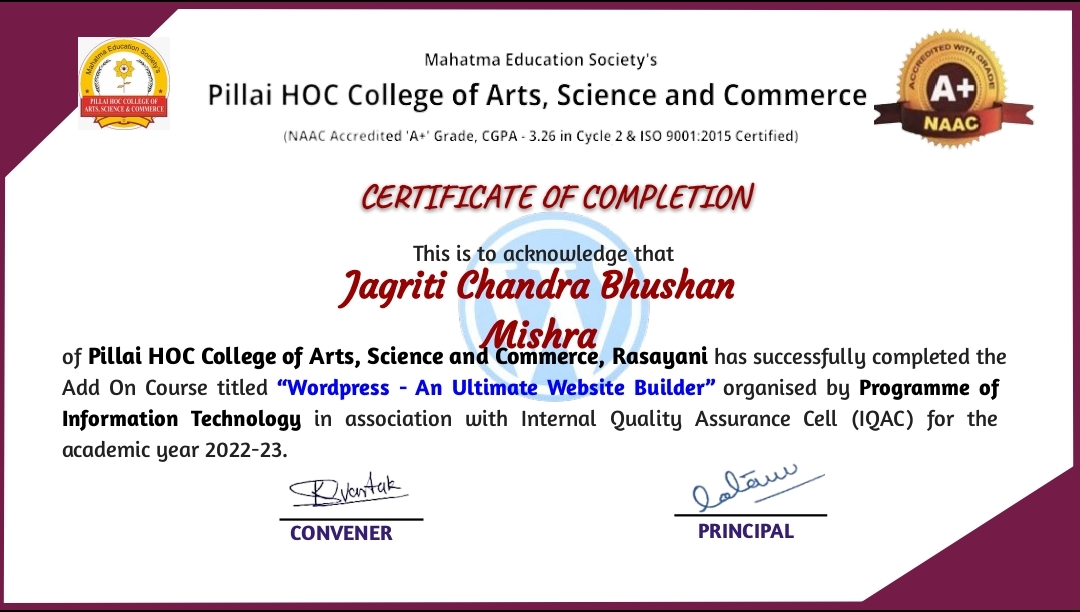 Mahatma Education Society's
PILLAI HOC COLLEGE OF
ARTS, SCIENCE & COMMERCE
Mahatma Education Society's
Pillai HOC College of Arts, Science and Commerce
(NAAC Accredited 'A+' Grade, CGPA - 3.26 in Cycle 2 & ISO 9001:2015 Certified)
ACCREDITED WITH GRADE
A+
NAAC
CERTIFICATE OF COMPLETION
This is to acknowledge that
Jagriti Chandra Bhushan
Mishra
of Pillai HOC College of Arts, Science and Commerce, Rasayani has successfully completed the
Add On Course titled “Wordpress - An Ultimate Website Builder” organised by Programme of
Information Technology in association with Internal Quality Assurance Cell (IQAC) for the
academic year 2022-23.
CONVENER
PRINCIPAL